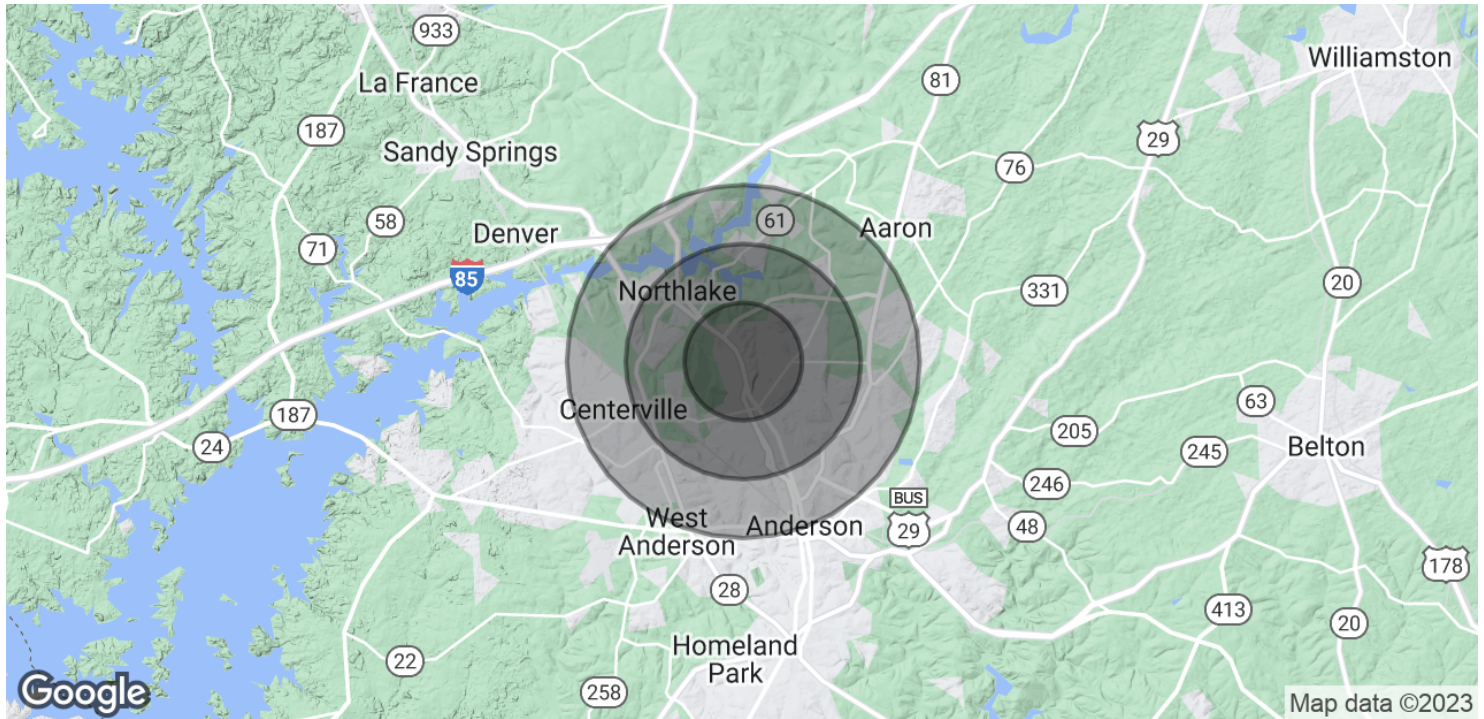 933
La France
Williamston
81
187
29
Sandy Springs
76
58
61
Denver
Aaron
71
85
20
Northlake
331
Centerville
63
187
205
24
245
Belton
246
BUS
29
48
West
Anderson
Anderson
178
28
413
20
Homeland
Park
22
258
Google
Map data ©2023